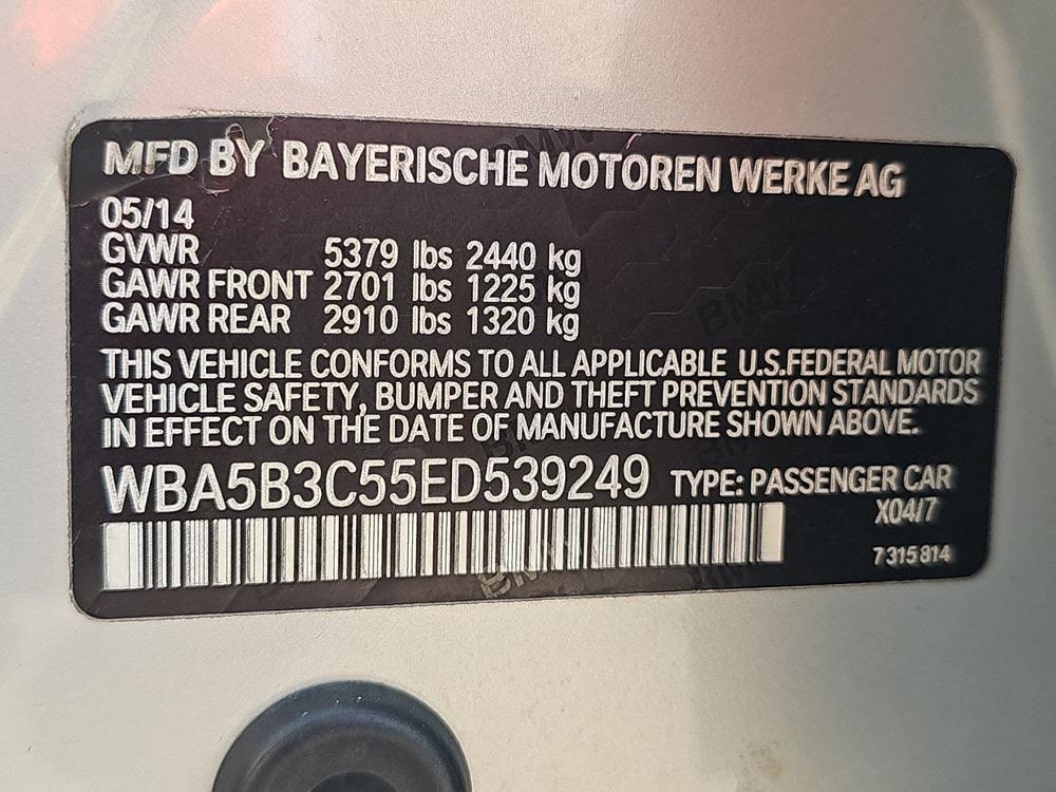 MFD BY BAYERISCHE MOTOREN WERKE AG
05/14
GVWR 5379 lbs 2440 kg
GAWR FRONT 2701 lbs 1225 kg
GAWR REAR 2910 lbs 1320 kg
THIS VEHICLE CONFORMS TO ALL APPLICABLE U.S.FEDERAL MOTOR
VEHICLE SAFETY, BUMPER AND THEFT PREVENTION STANDARDS
IN EFFECT ON THE DATE OF MANUFACTURE SHOWN ABOVE.
WBA5B3C55ED539249 TYPE: PASSENGER CAR
X04/7
7 315 814